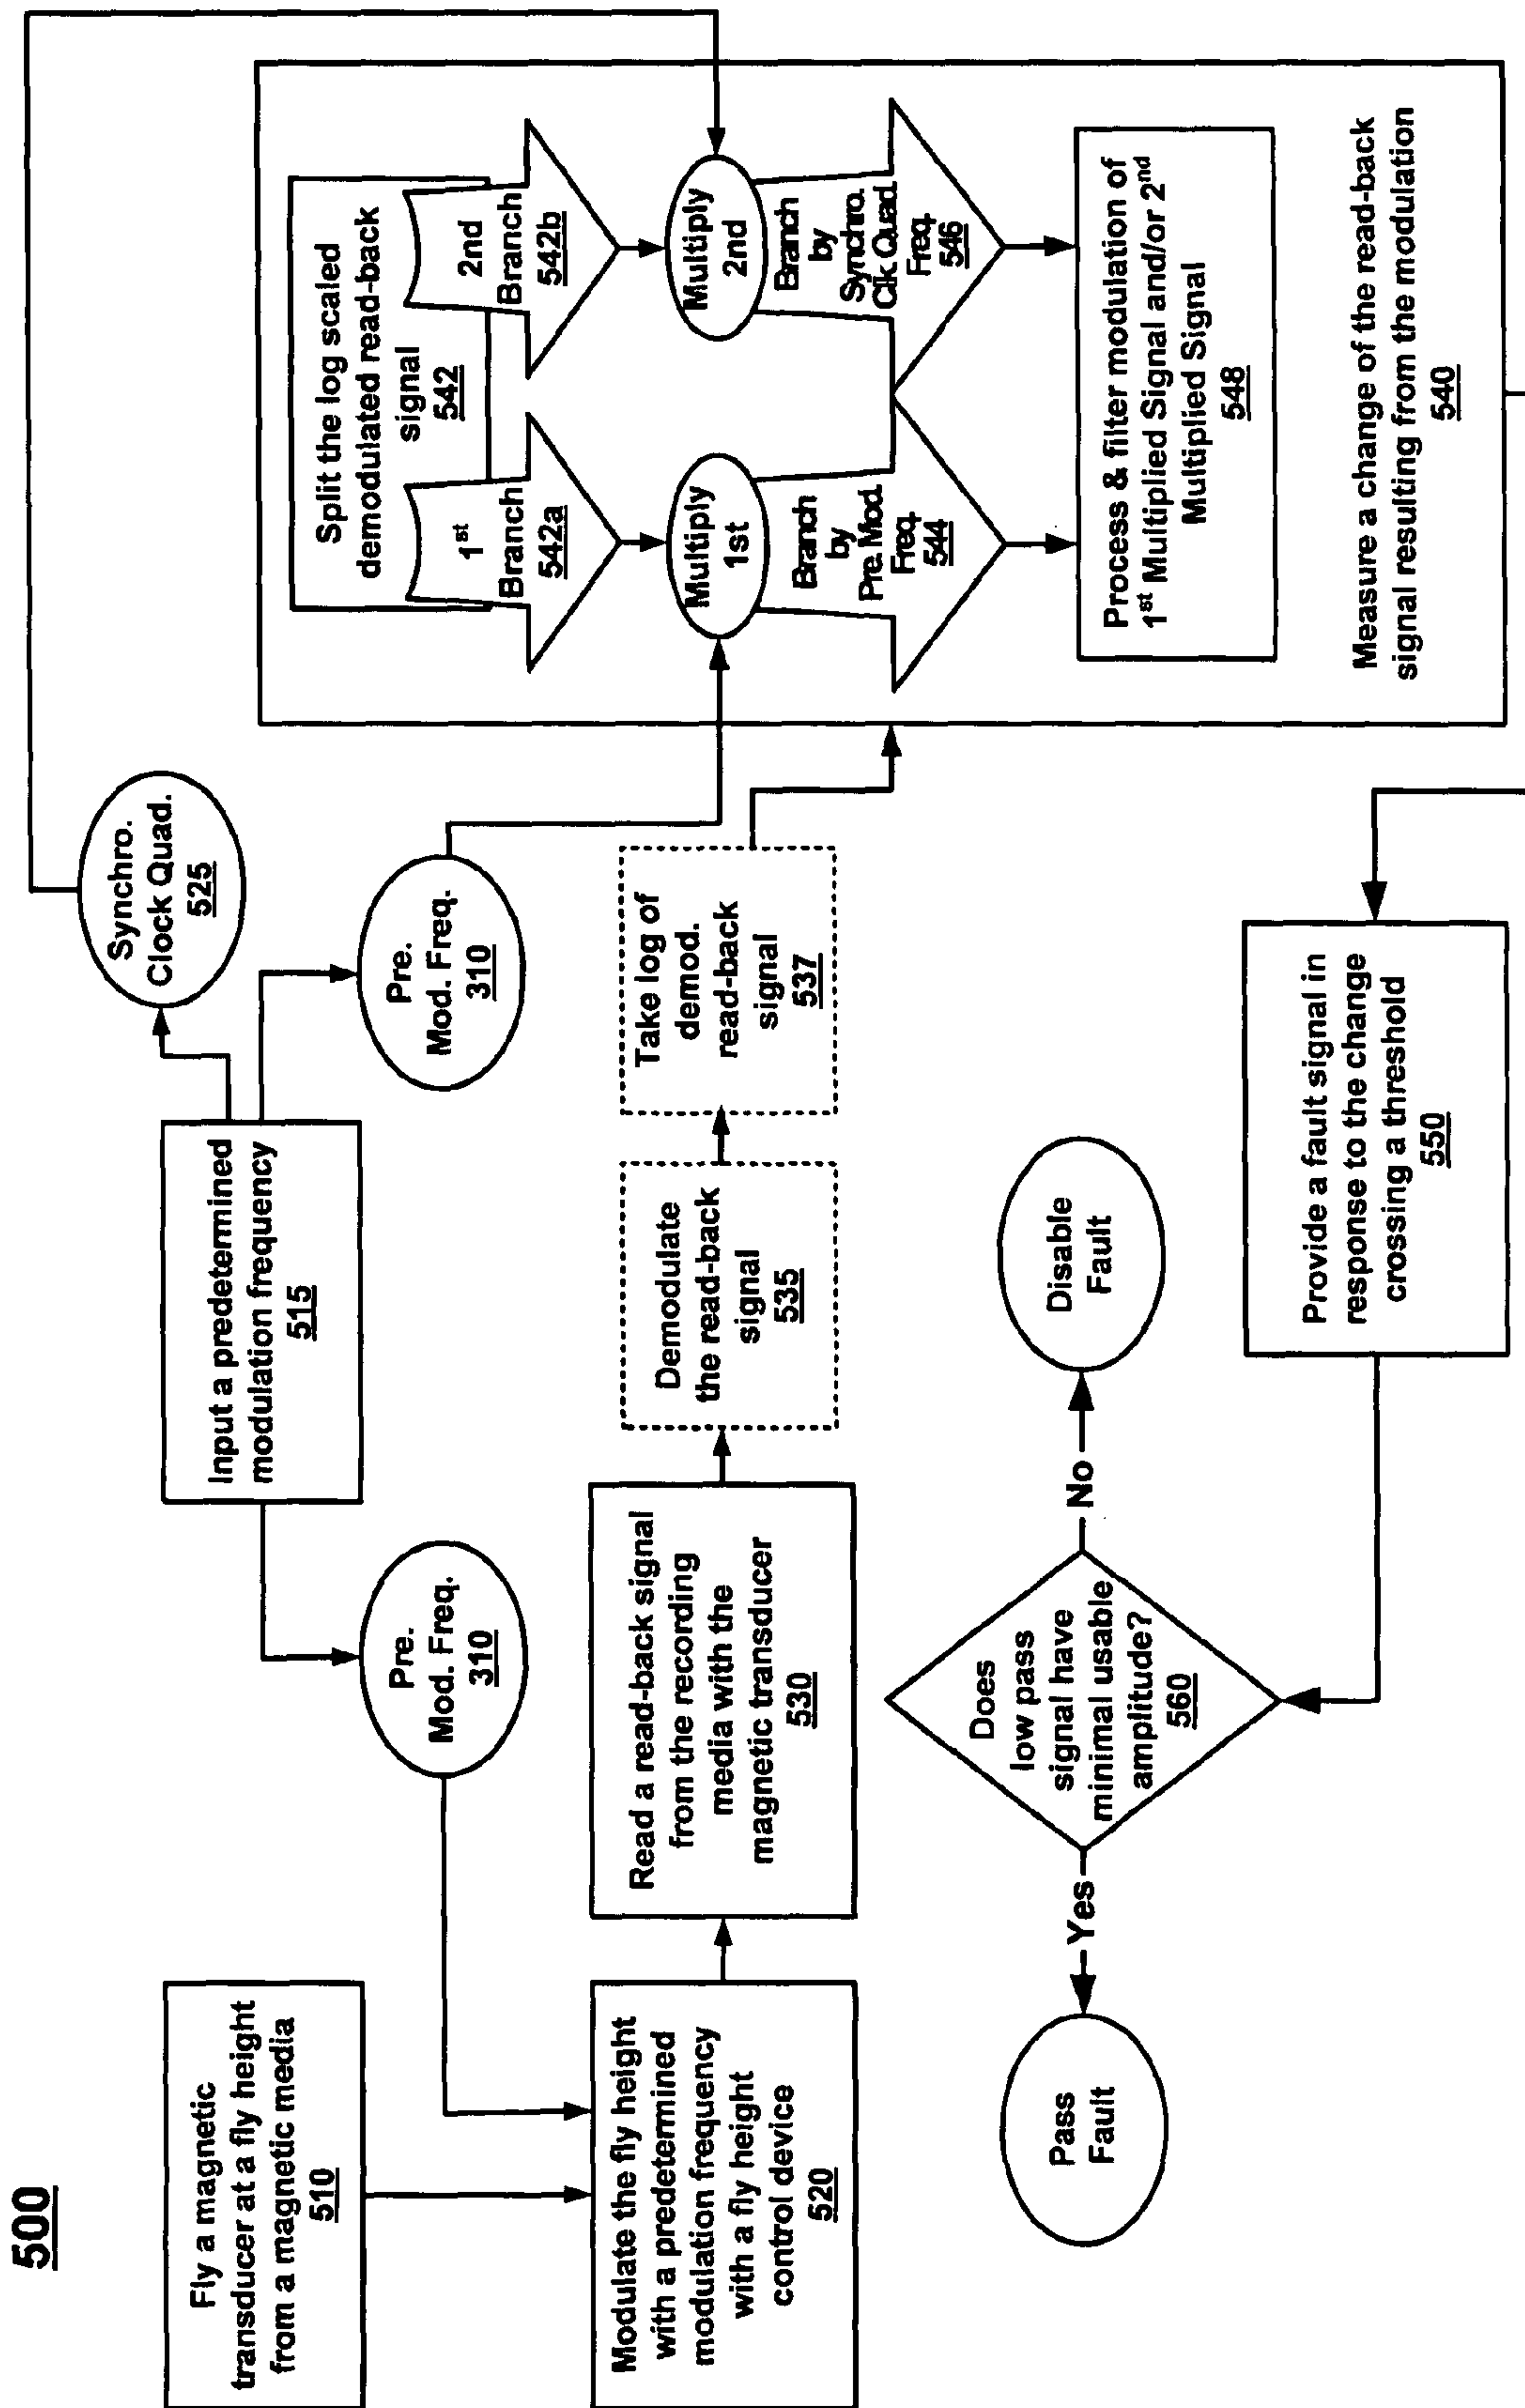 500
Fly a magnetic
transducer at a fly height
from a magnetic media
510
Input a predetermined
modulation frequency
515
Synchro.
Clock Quad.
525
Pre.
Mod. Freq.
310
Pre.
Mod. Freq.
310
Modulate the fly height
with a predetermined
modulation frequency
with a fly height
control device
520
Read a read-back signal
from the recording
media with the
magnetic transducer
530
Demodulate
the read-back
signal
535
Take log of
demod.
read-back
signal
537
Split the log scaled
demodulated read-back
signal
542
1st
Branch
542a
2nd
Branch
542b
Multiply
1st
Branch
by
Pre. Mod.
Freq.
544
Multiply
2nd
Branch
by
Synchro.
Clk Quad.
Freq.
546
Process & filter modulation of
1st Multiplied Signal and/or 2nd
Multiplied Signal
548
Measure a change of the read-back
signal resulting from the modulation
540
Provide a fault signal in
response to the change
crossing a threshold
550
Does
low pass
signal have
minimal usable
amplitude?
560
Yes
No
Pass
Fault
Disable
Fault